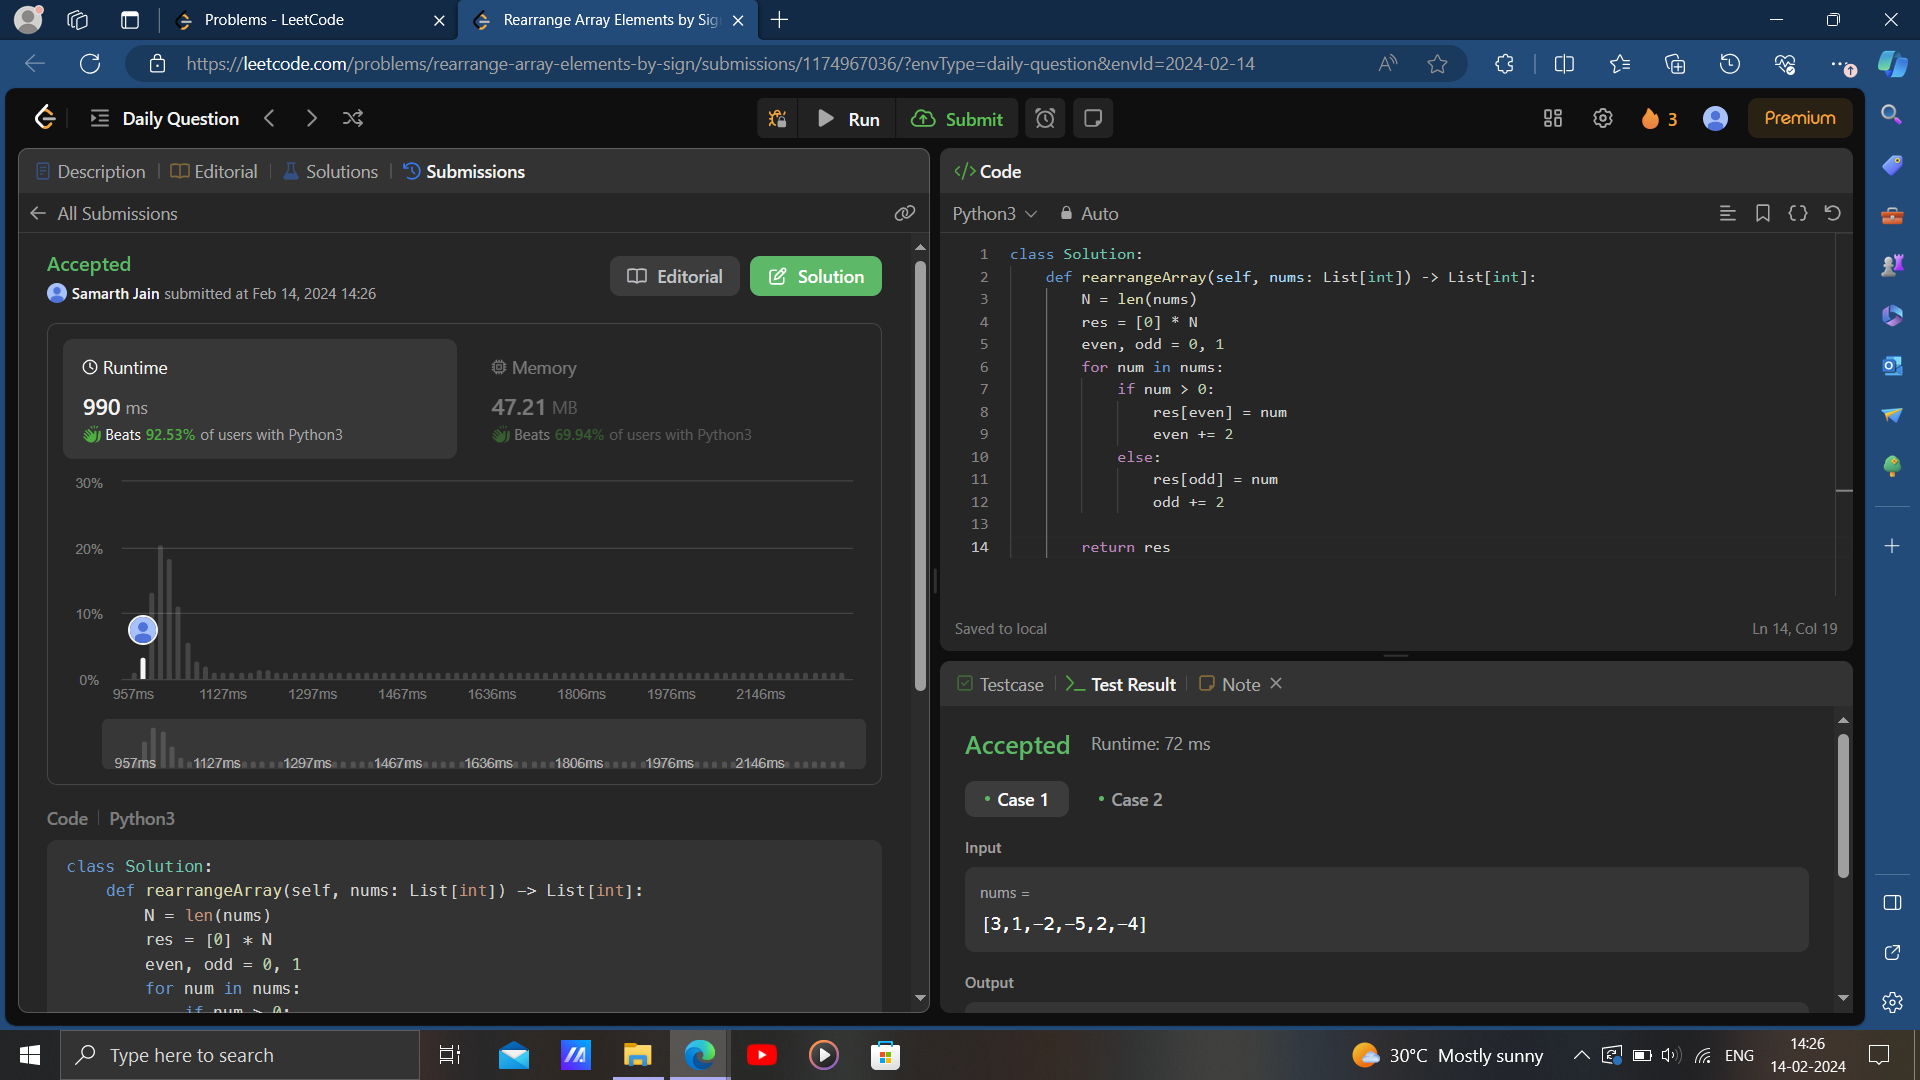 Problems - LeetCode
Rearrange Array Elements by Sig
https://leetcode.com/problems/rearrange-array-elements-by-sign/submissions/1174967036/?envType=daily-question&envId=2024-02-14
Daily Question
Run
Submit
3
Premium
Description
Editorial
Solutions
Submissions
All Submissions
Accepted
Samarth Jain submitted at Feb 14, 2024 14:26
Editorial
Solution
Runtime
990 ms
Beats 92.53% of users with Python3
Memory
47.21 MB
Beats 69.94% of users with Python3
30%
20%
10%
0%
957ms 1127ms 1297ms 1467ms 1636ms 1806ms 1976ms 2146ms
957ms 1127ms 1297ms 1467ms 1636ms 1806ms 1976ms 2146ms
Code | Python3
class Solution:
def rearrangeArray(self, nums: List[int]) -> List[int]:
N = len(nums)
res = [0] * N
even, odd = 0, 1
for num in nums:
if num > 0:
Code
Python3
Auto
1 class Solution:
2 def rearrangeArray(self, nums: List[int]) -> List[int]:
3 N = len(nums)
4 res = [0] * N
5 even, odd = 0, 1
6 for num in nums:
7 if num > 0:
8 res[even] = num
9 even += 2
10 else:
11 res[odd] = num
12 odd += 2
13
14 return res
Saved to local
Ln 14, Col 19
Testcase
Test Result
Note
Accepted
Runtime: 72 ms
Case 1
Case 2
Input
nums =
[3,1,-2,-5,2,-4]
Output
Type here to search
30°C Mostly sunny
ENG
14:26
14-02-2024